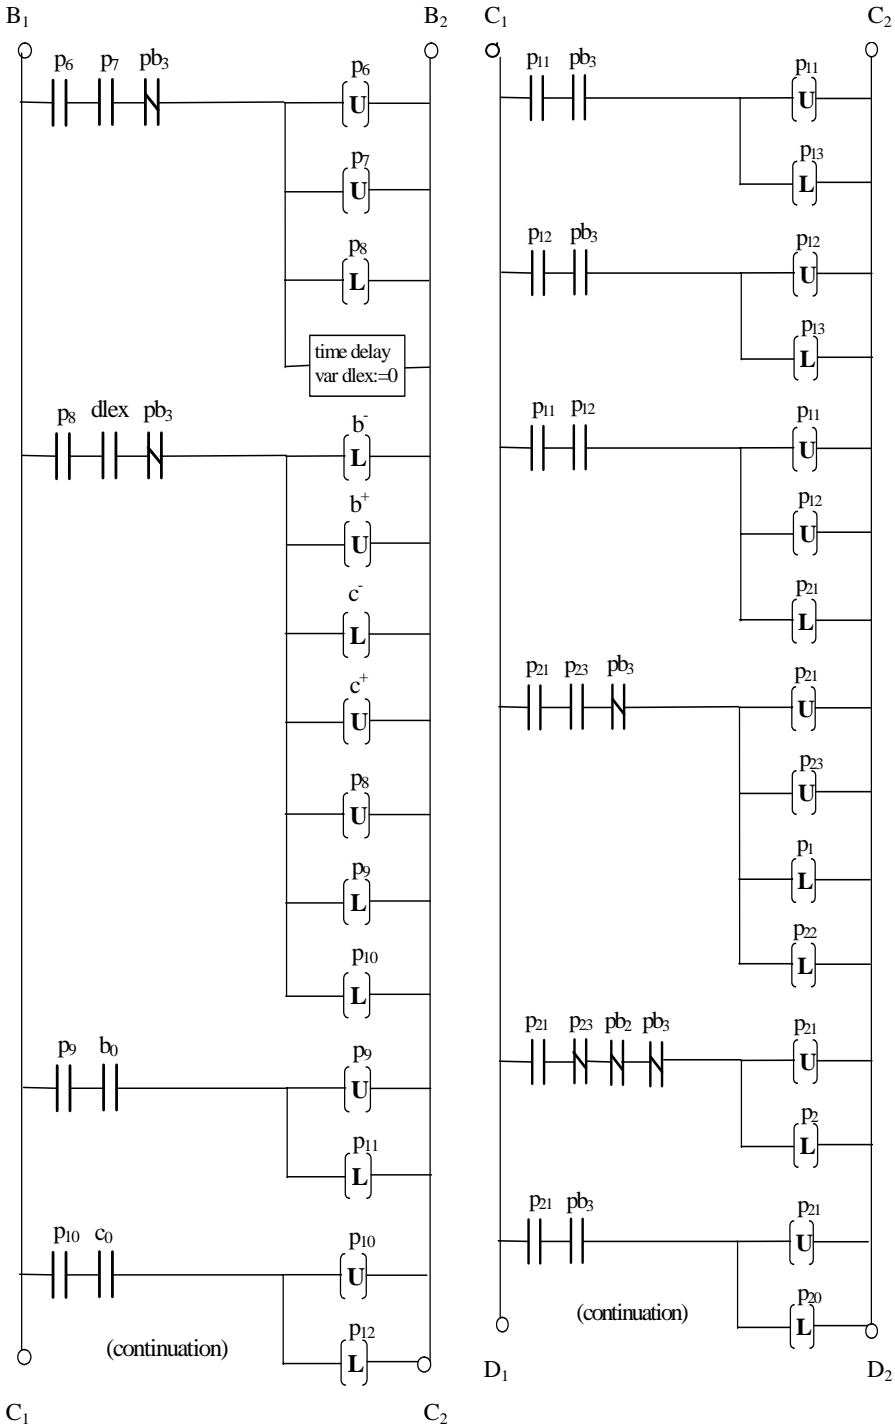 B₁ B₂
p₆ p₇ pb₃ p₆
U
p₇
U
p₈
L
time delay
var dlex:=0
p₈ dlex pb₃ b⁻
L
b⁺
U
c⁻
L
c⁺
U
p₈
U
p₉
L
p₁₀
L
p₉ b₀ p₉
U
p₁₁
L
p₁₀ c₀ p₁₀
U
p₁₂
(continuation) L
C₁ C₂
C₁ C₂
p₁₁ pb₃ p₁₁
U
p₁₃
L
p₁₂ pb₃ p₁₂
U
p₁₃
L
p₁₁ p₁₂ p₁₁
U
p₁₂
U
p₂₁
L
p₂₁ p₂₃ pb₃ p₂₁
U
p₂₃
U
p₁
L
p₂₂
L
p₂₁ p₂₃ pb₂ pb₃ p₂₁
U
p₂
L
p₂₁ pb₃ p₂₁
U
p₂₀
(continuation) L
D₁ D₂